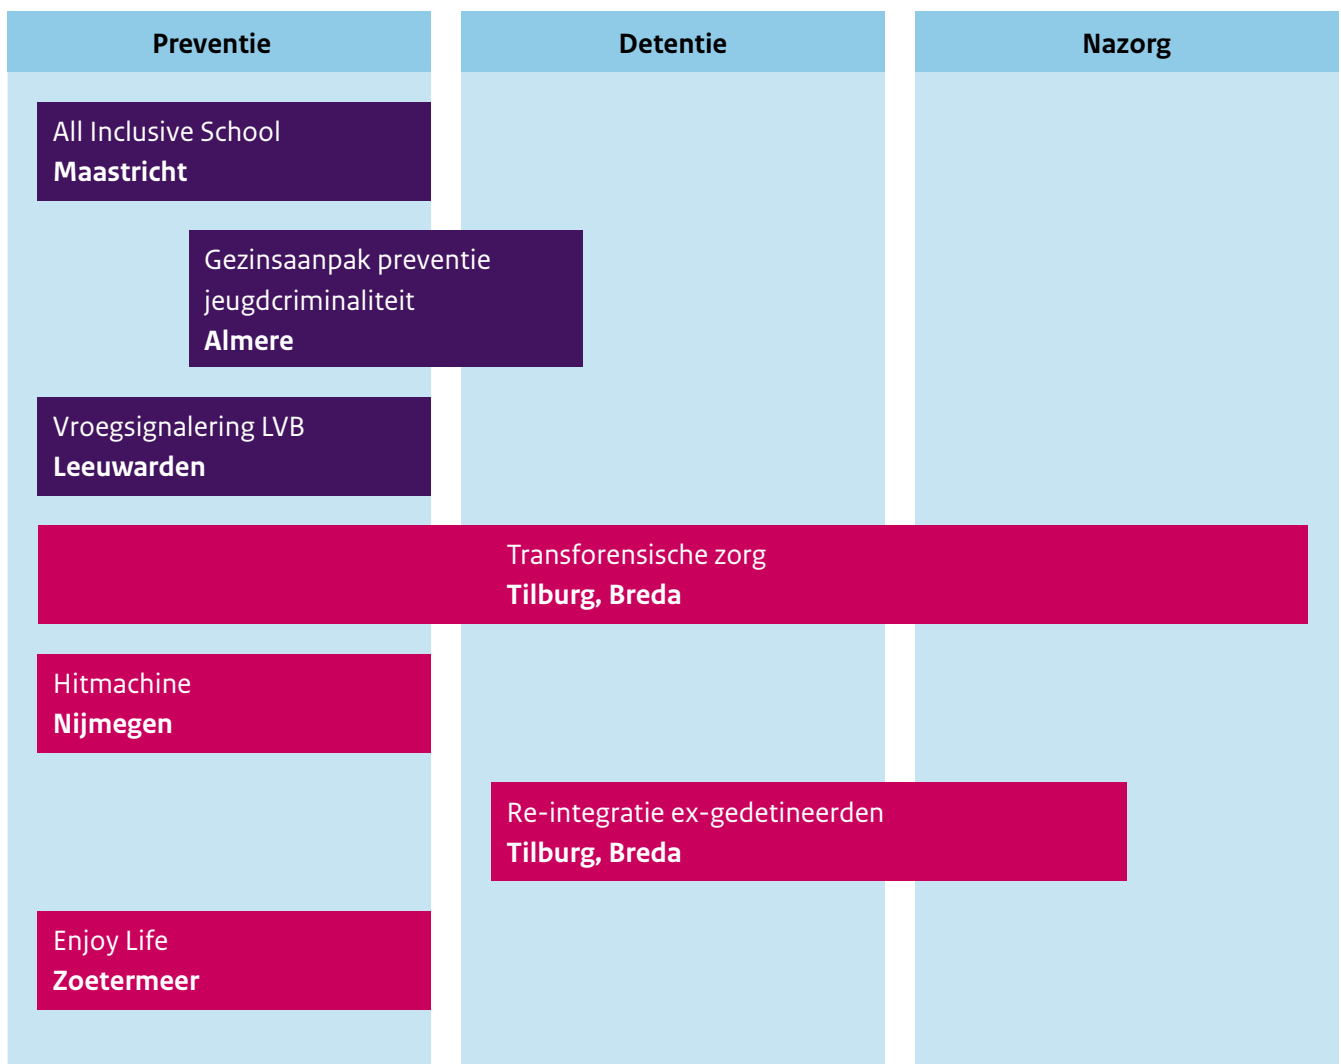 Preventie
Detentie
Nazorg
All Inclusive School
Maastricht
Gezinsaanpak preventie
jeugdcriminaliteit
Almere
Vroegsignalering LVB
Leeuwarden
Transforensische zorg
Tilburg, Breda
Hitmachine
Nijmegen
Re-integratie ex-gedetineerden
Tilburg, Breda
Enjoy Life
Zoetermeer